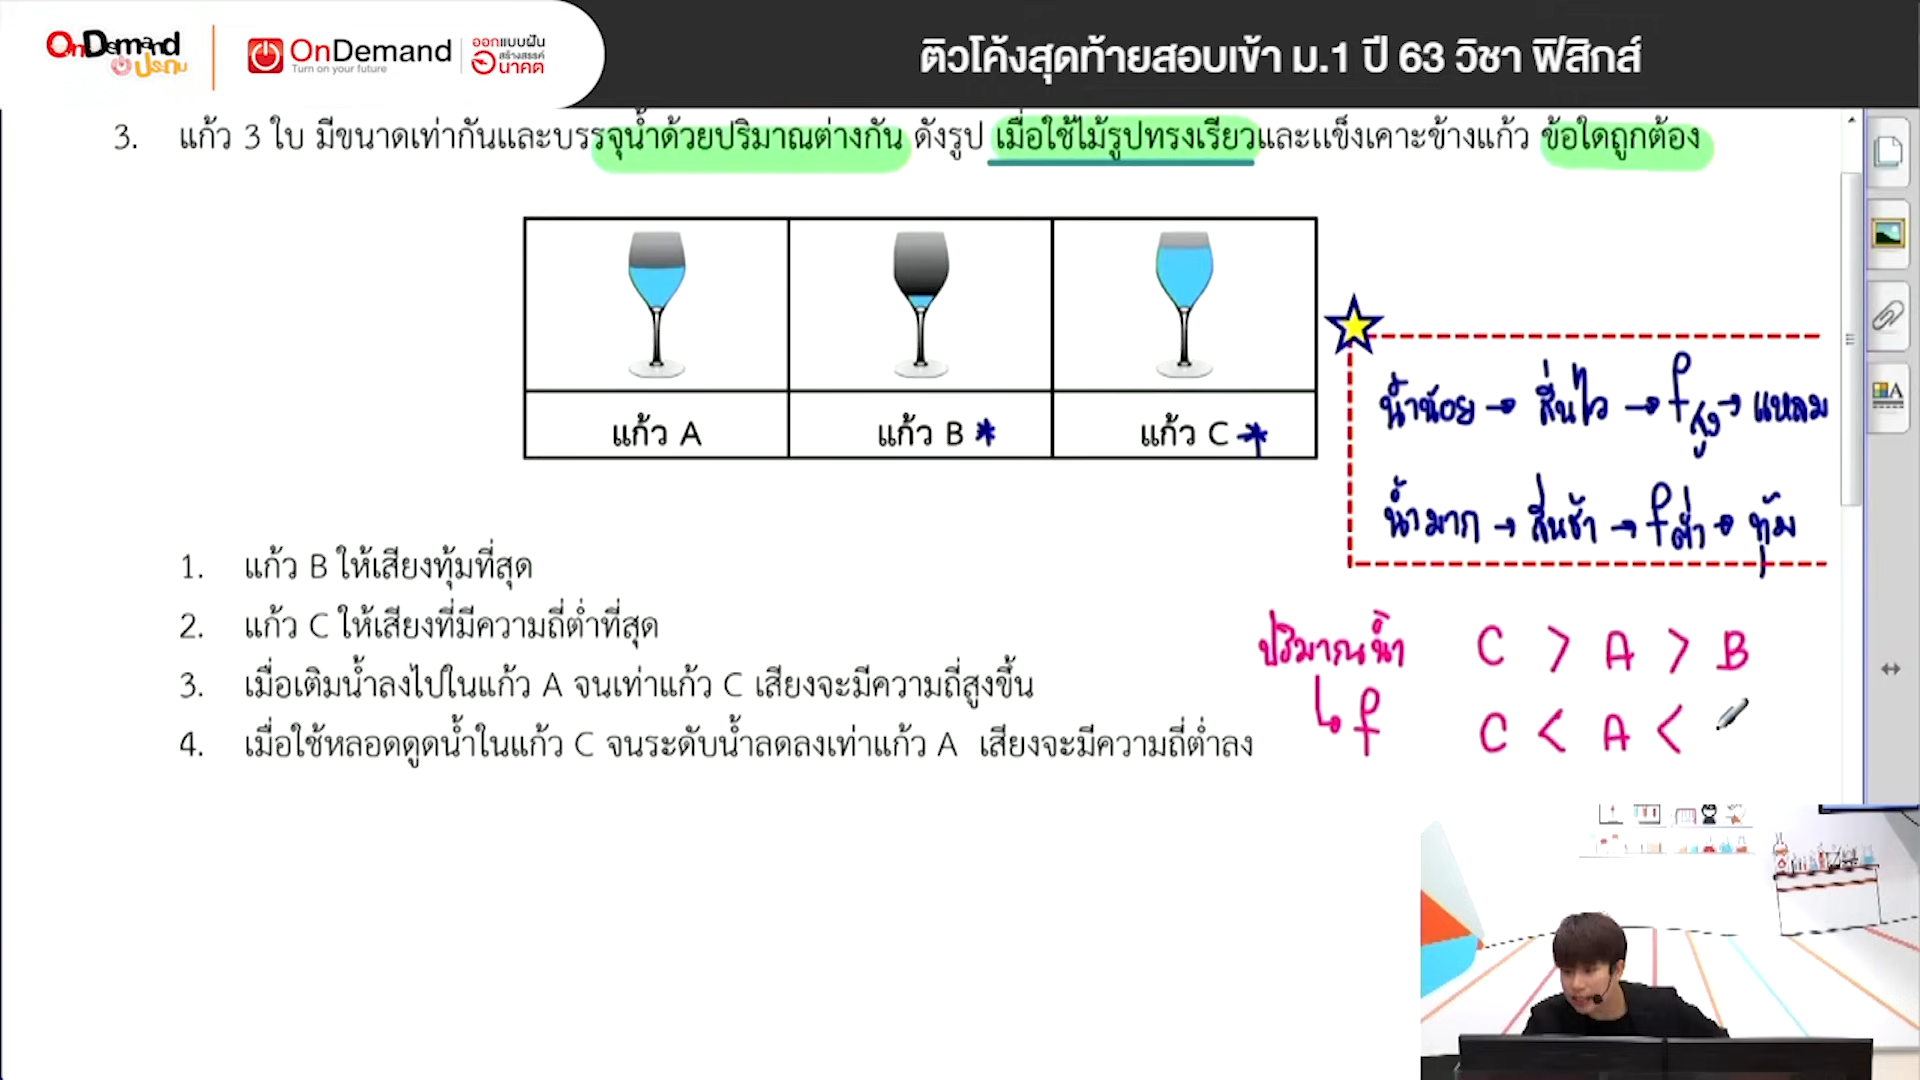 OnDemand
ประถม
OnDemand
Turn on your future
ออกแบบฝัน
สร้างสรรค์
อนาคต
ติวโค้งสุดท้ายสอบเข้า ม.1 ปี 63 วิชา ฟิสิกส์
3. แก้ว 3 ใบ มีขนาดเท่ากันและบรรจุน้ำด้วยปริมาณต่างกัน ดังรูป เมื่อใช้ไม้รูปทรงเรียวและแข็งเคาะข้างแก้ว ข้อใดถูกต้อง
แก้ว A
แก้ว B *
แก้ว C *
น้ำน้อย → สั่นไว → f สูง → แหลม
น้ำมาก → สั่นช้า → f ต่ำ → ทุ้ม
1. แก้ว B ให้เสียงทุ้มที่สุด
2. แก้ว C ให้เสียงที่มีความถี่ต่ำที่สุด
3. เมื่อเติมน้ำลงไปในแก้ว A จนเท่าแก้ว C เสียงจะมีความถี่สูงขึ้น
4. เมื่อใช้หลอดดูดน้ำในแก้ว C จนระดับน้ำลดลงเท่าแก้ว A เสียงจะมีความถี่ต่ำลง
ปริมาณน้ำ C > A > B
↳ f C < A <